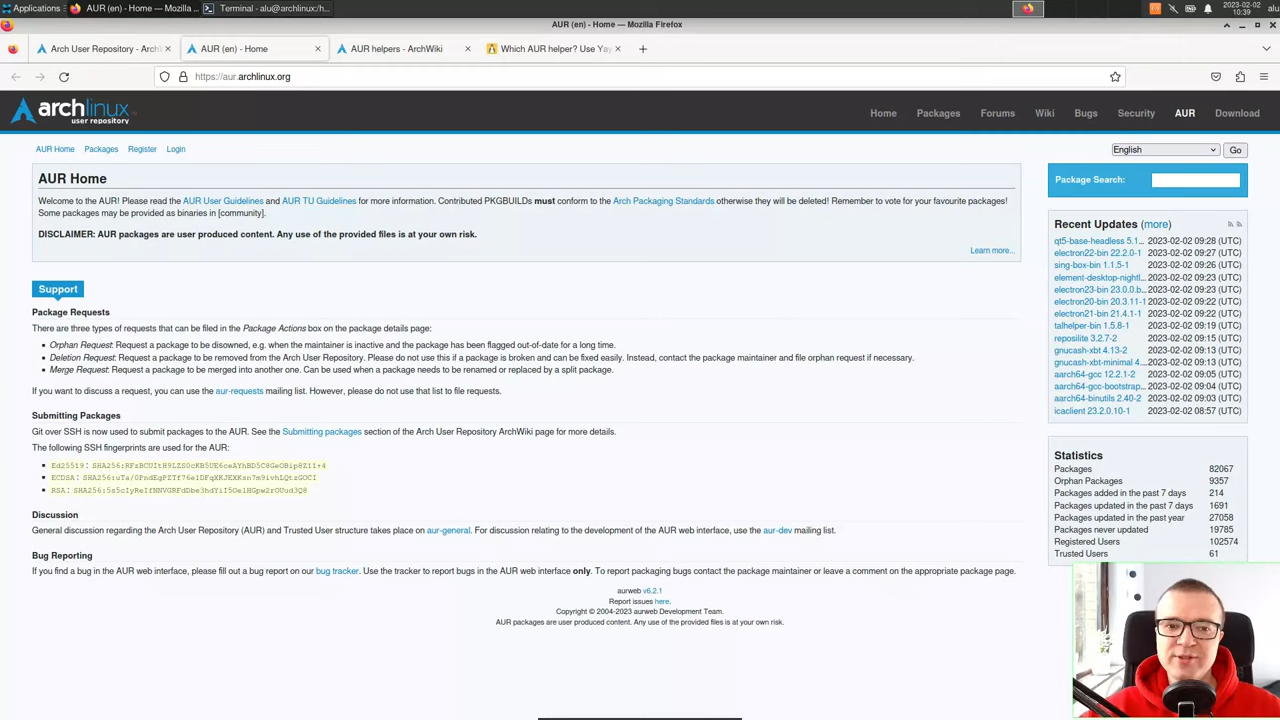 Applications
AUR (en) - Home — Mozilla...
Terminal - alu@archlinux/h...
2023-02-02
10:39
alu
AUR (en) - Home — Mozilla Firefox
Arch User Repository - Arch
AUR (en) - Home
AUR helpers - ArchWiki
Which AUR helper? Use Yay
https://aur.archlinux.org
archlinux
user repository
Home Packages Forums Wiki Bugs Security AUR Download
AUR Home Packages Register Login
English
Go
AUR Home
Welcome to the AUR! Please read the AUR User Guidelines and AUR TU Guidelines for more information. Contributed PKGBUILDs must conform to the Arch Packaging Standards otherwise they will be deleted! Remember to vote for your favourite packages!
Some packages may be provided as binaries in [community].
DISCLAIMER: AUR packages are user produced content. Any use of the provided files is at your own risk.
Learn more...
Support
Package Requests
There are three types of requests that can be filed in the Package Actions box on the package details page:
Orphan Request: Request a package to be disowned, e.g. when the maintainer is inactive and the package has been flagged out-of-date for a long time.
Deletion Request: Request a package to be removed from the Arch User Repository. Please do not use this if a package is broken and can be fixed easily. Instead, contact the package maintainer and file orphan request if necessary.
Merge Request: Request a package to be merged into another one. Can be used when a package needs to be renamed or replaced by a split package.
If you want to discuss a request, you can use the aur-requests mailing list. However, please do not use that list to file requests.
Submitting Packages
Git over SSH is now used to submit packages to the AUR. See the Submitting packages section of the Arch User Repository ArchWiki page for more details.
The following SSH fingerprints are used for the AUR:
Ed25519:
ECDSA:
RSA:
Discussion
General discussion regarding the Arch User Repository (AUR) and Trusted User structure takes place on aur-general. For discussion relating to the development of the AUR web interface, use the aur-dev mailing list.
Bug Reporting
If you find a bug in the AUR web interface, please fill out a bug report on our bug tracker. Use the tracker to report bugs in the AUR web interface only. To report packaging bugs contact the package maintainer or leave a comment on the appropriate package page.
aurweb v6.2.1
Report issues here.
Copyright © 2004-2023 aurweb Development Team.
AUR packages are user produced content. Any use of the provided files is at your own risk.
Package Search:
Recent Updates (more)
qt5-base-headless 5.1... 2023-02-02 09:28 (UTC)
electron22-bin 22.2.0-1 2023-02-02 09:27 (UTC)
sing-box-bin 1.1.5-1 2023-02-02 09:26 (UTC)
element-desktop-nightl... 2023-02-02 09:23 (UTC)
electron23-bin 23.0.0.b... 2023-02-02 09:23 (UTC)
electron20-bin 20.3.11-1 2023-02-02 09:22 (UTC)
electron21-bin 21.4.1-1 2023-02-02 09:22 (UTC)
talhelper-bin 1.5.8-1 2023-02-02 09:19 (UTC)
reposilite 3.2.7-2 2023-02-02 09:15 (UTC)
gnucash-xbt 4.13-2 2023-02-02 09:13 (UTC)
gnucash-xbt-minimal 4.... 2023-02-02 09:13 (UTC)
aarch64-gcc 12.2.1-2 2023-02-02 09:05 (UTC)
aarch64-gcc-bootstrap... 2023-02-02 09:04 (UTC)
aarch64-binutils 2.40-2 2023-02-02 09:03 (UTC)
icaclient 23.2.0.10-1 2023-02-02 08:57 (UTC)
Statistics
Packages 82067
Orphan Packages 9357
Packages added in the past 7 days 214
Packages updated in the past 7 days 1691
Packages updated in the past year 27058
Packages never updated 19785
Registered Users 102574
Trusted Users 61